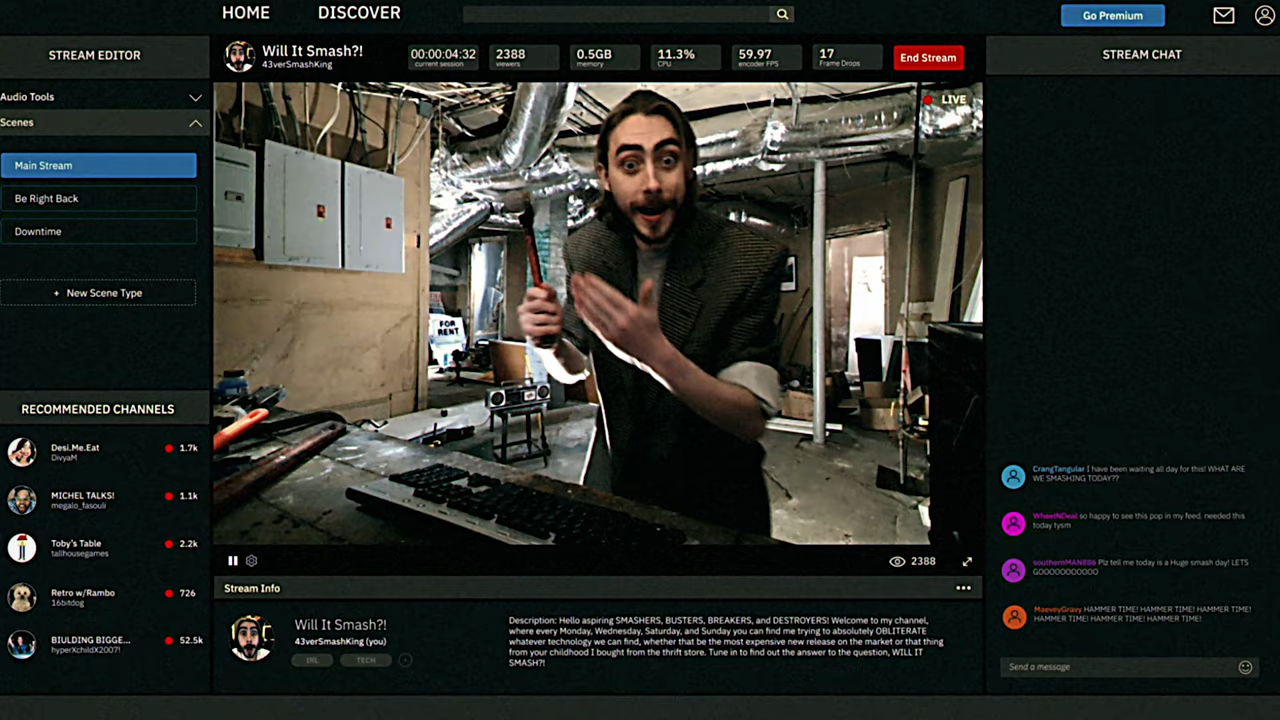 HOME
DISCOVER
Go Premium
STREAM EDITOR
Audio Tools
Scenes
Main Stream
Be Right Back
Downtime
+ New Scene Type
RECOMMENDED CHANNELS
Desi.Me.Eat
DivyaM
1.7k
MICHEL TALKS!
megalo_fasouli
1.1k
Toby's Table
tallhousegames
2.2k
Retro w/Rambo
16bitdog
726
BIULDING BIGGE...
hyperXchildX2007!
52.5k
Will It Smash?!
43verSmashKing
00:00:04:32
current session
2388
viewers
0.5GB
memory
11.3%
CPU
59.97
encoder FPS
17
Frame Drops
End Stream
LIVE
FOR
RENT
2388
Stream Info
Will It Smash?!
43verSmashKing (you)
IRL
TECH
Description: Hello aspiring SMASHERS, BUSTERS, BREAKERS, and DESTROYERS! Welcome to my channel,
where every Monday, Wednesday, Saturday, and Sunday you can find me trying to absolutely OBLITERATE
whatever technology we can find, whether that be the most expensive new release on the market or that thing
from your childhood I bought from the thrift store. Tune in to find out the answer to the question, WILL IT
SMASH?!
STREAM CHAT
CrangTangular I have been waiting all day for this! WHAT ARE
WE SMASHING TODAY??
WheelNDeal so happy to see this pop in my feed. needed this
today tysm
southernMAN886 Plz tell me today is a Huge smash day! LETS
GOOOOOOOOOOO
MaeveyGravy HAMMER TIME! HAMMER TIME! HAMMER TIME!
HAMMER TIME! HAMMER TIME! HAMMER TIME!
Send a message